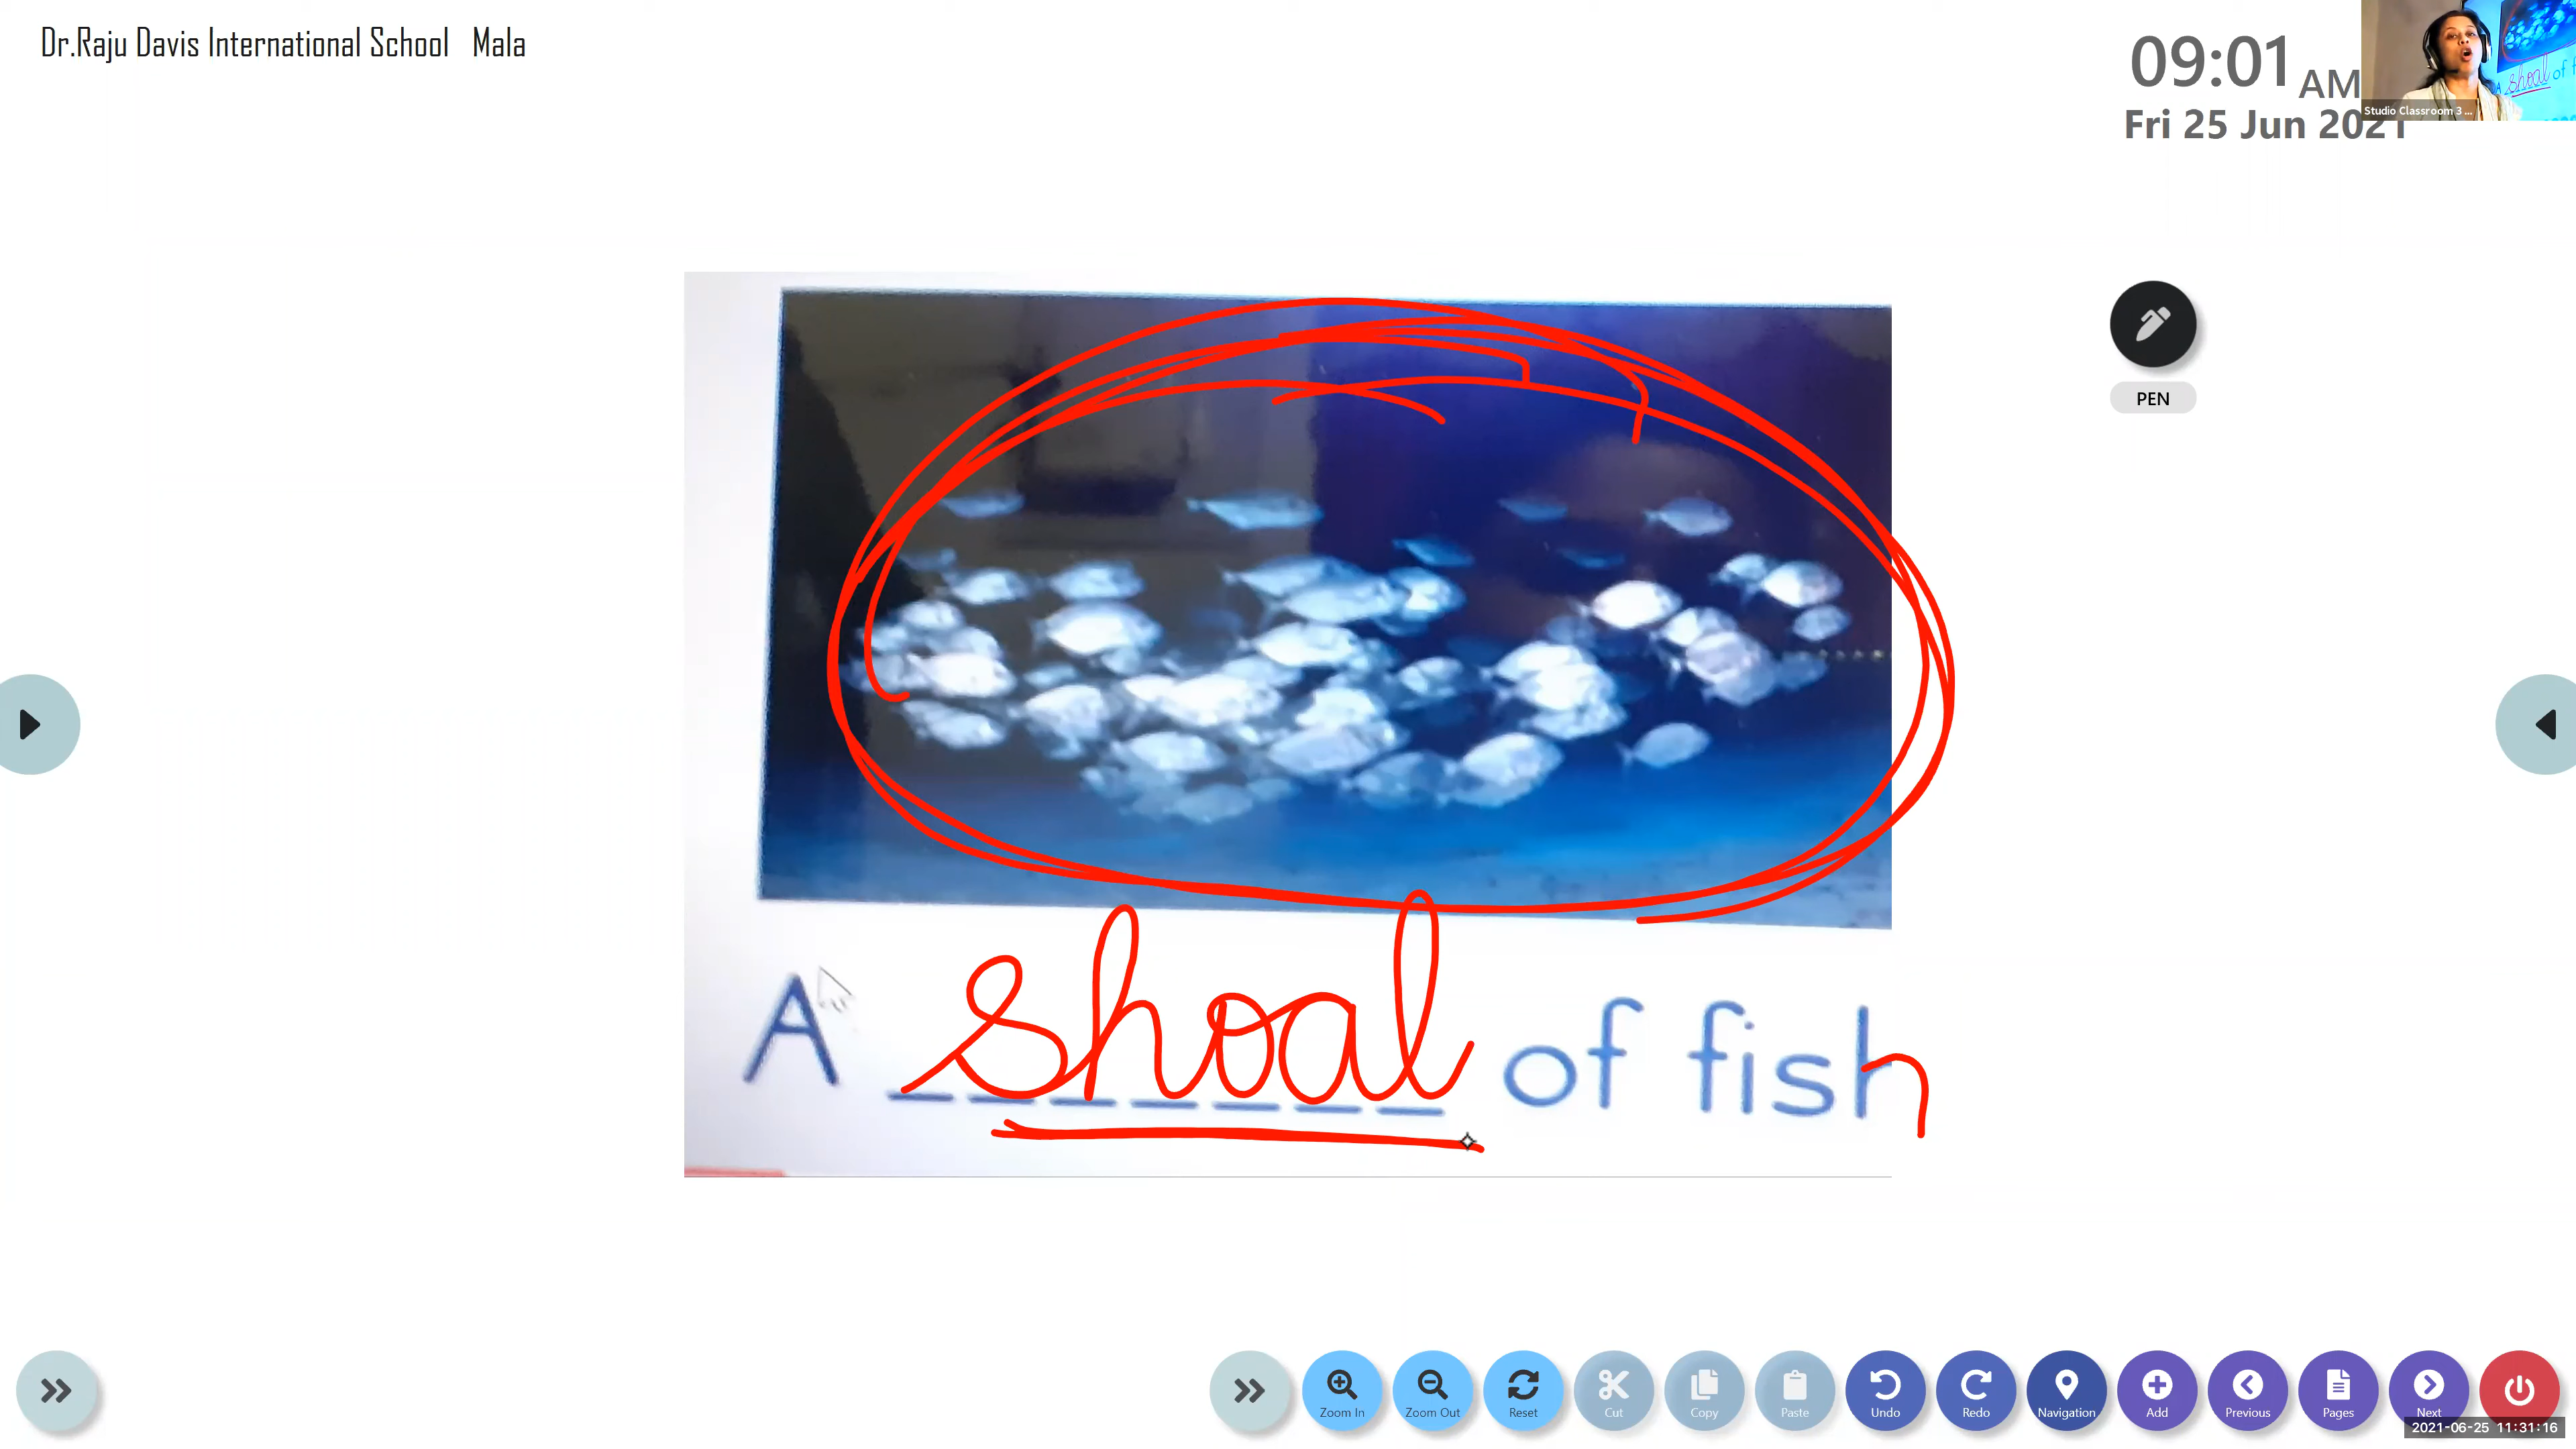 Dr.Raju Davis International School Mala
09:01 AM
Fri 25 Jun 2021
Studio Classroom 3 ...
shoal of f
PEN
A shoal of fish
Zoom In Zoom Out Reset Cut Copy Paste Undo Redo Navigation Add Previous Pages Next
2021-06-25 11:31:16